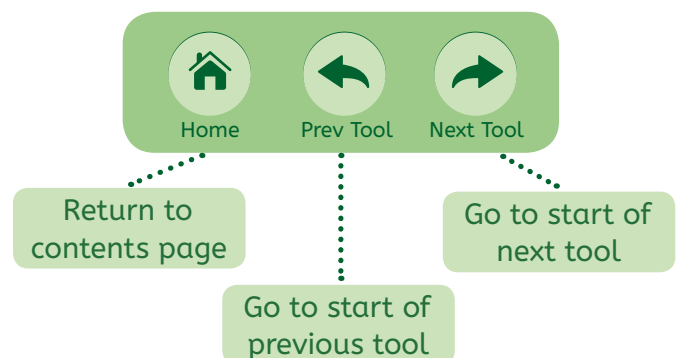 Home
Prev Tool
Next Tool
Return to
contents page
Go to start of
next tool
Go to start of
previous tool